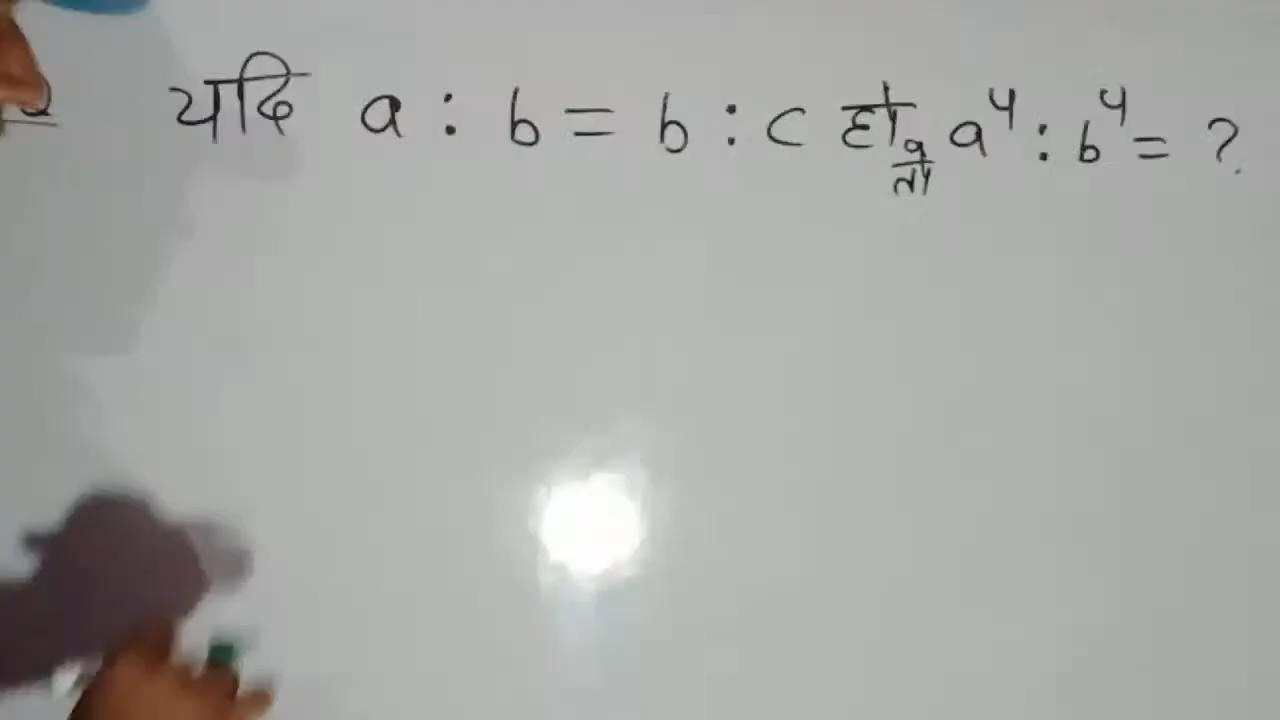 यदि a : b = b : c हो तो a⁴ : b⁴ = ?